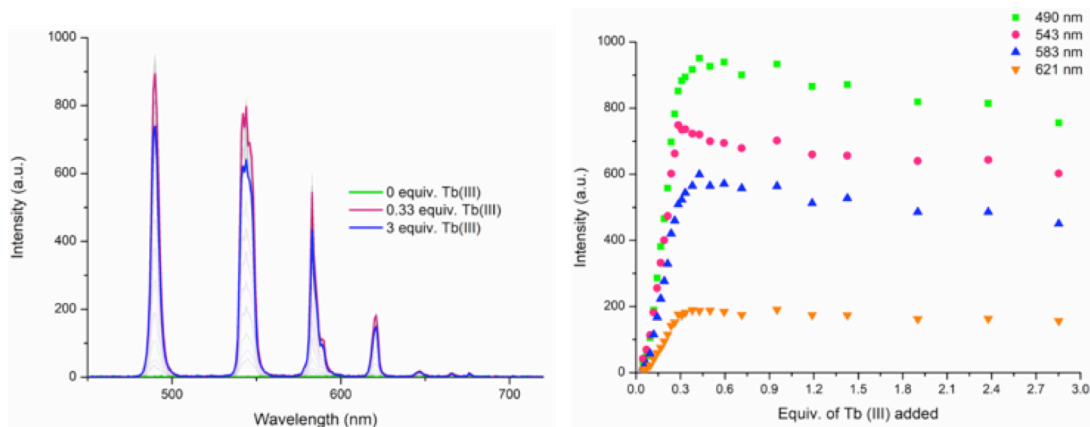 1000
800
600
400
200
0
Intensity (a.u.)
500
600
700
Wavelength (nm)
0 equiv. Tb(III)
0.33 equiv. Tb(III)
3 equiv. Tb(III)
490 nm
543 nm
583 nm
621 nm
1000
800
600
400
200
0
Intensity (a.u.)
0.0 0.3 0.6 0.9 1.2 1.5 1.8 2.1 2.4 2.7 3.0
Equiv. of Tb (III) added